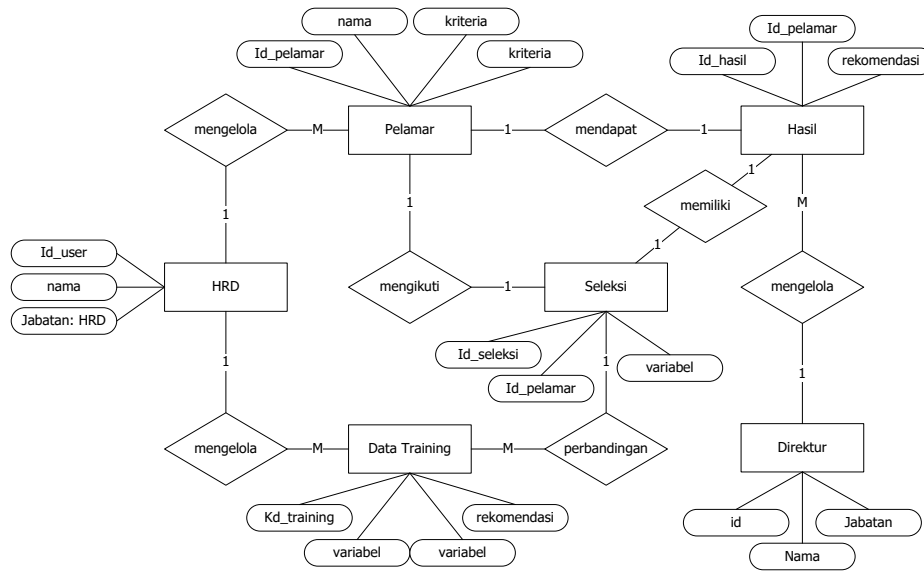 Id_pelamar
nama
kriteria
Id_pelamar
kriteria
Id_hasil
rekomendasi
mengelola
M
Pelamar
1
mendapat
1
Hasil
1
1
1
memiliki
M
1
Id_user
nama
Jabatan: HRD
HRD
mengikuti
1
Seleksi
mengelola
Id_seleksi
Id_pelamar
variabel
1
1
1
mengelola
M
Data Training
M
perbandingan
Direktur
Kd_training
variabel
variabel
rekomendasi
id
Nama
Jabatan